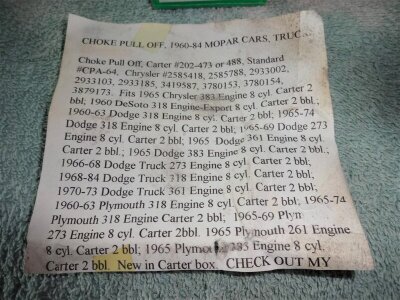 CHOKE PULL OFF, 1960-84 MOPAR CARS,
Choke Pull Off, Carter #202-473 or 488, Standard
#CPA-64, Chrysler #2585418, 2585788, 2933002,
2933103, 2933185, 3419587, 3780153, 3780154,
3879173. Fits 1965 Chrysler 383 Engine 8 cyl. Carter 2
bbl; 1960 DeSoto 318 Engine-Export 8 cyl. Carter 2 bbl.;
1960-63 Dodge 318 Engine 8 cyl. Carter 2 bbl; 1965-74
Dodge 318 Engine 8 cyl. Carter 2 bbl; 1965-69 Dodge 273
Engine 8 cyl. Carter 2 bbl.; 1965 Dodge 361 Engine 8 cyl.
Carter 2 bbl.; 1965 Dodge 383 Engine 8 cyl. Carter 2 bbl.;
1966-68 Dodge Truck 273 Engine 8 cyl. Carter 2 bbl.;
1968-84 Dodge Truck 318 Engine 8 cyl. Carter 2 bbl;
1970-73 Dodge Truck 361 Engine 8 cyl. Carter 2 bbl;
1960-63 Plymouth 318 Engine 8 cyl. Carter 2 bbl; 1965-74
Plymouth 318 Engine Carter 2 bbl; 1965-69 Plyn
273 Engine 8 cyl. Carter 2bbl. 1965 Plymouth 261 Engine
8 cyl. Carter 2 bbl; 1965 Engine 8 cyl,
Carter 2 bbl. New in Carter box. CHECK OUT MY